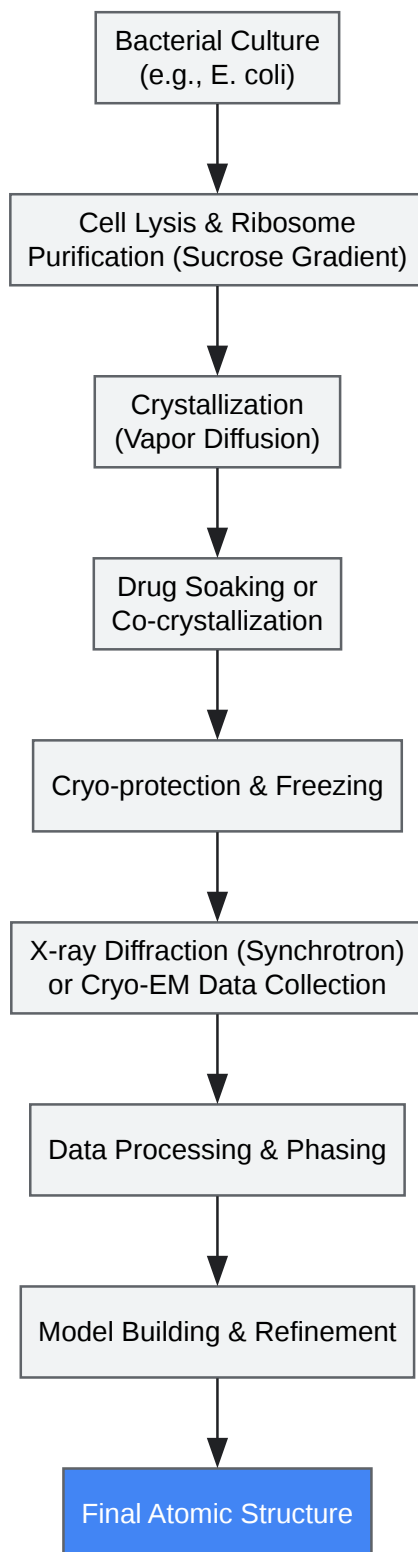 Bacterial Culture
(e.g., E. coli)
Cell Lysis & Ribosome
Purification (Sucrose Gradient)
Crystallization
(Vapor Diffusion)
Drug Soaking or
Co-crystallization
Cryo-protection & Freezing
X-ray Diffraction (Synchrotron)
or Cryo-EM Data Collection
Data Processing & Phasing
Model Building & Refinement
Final Atomic Structure